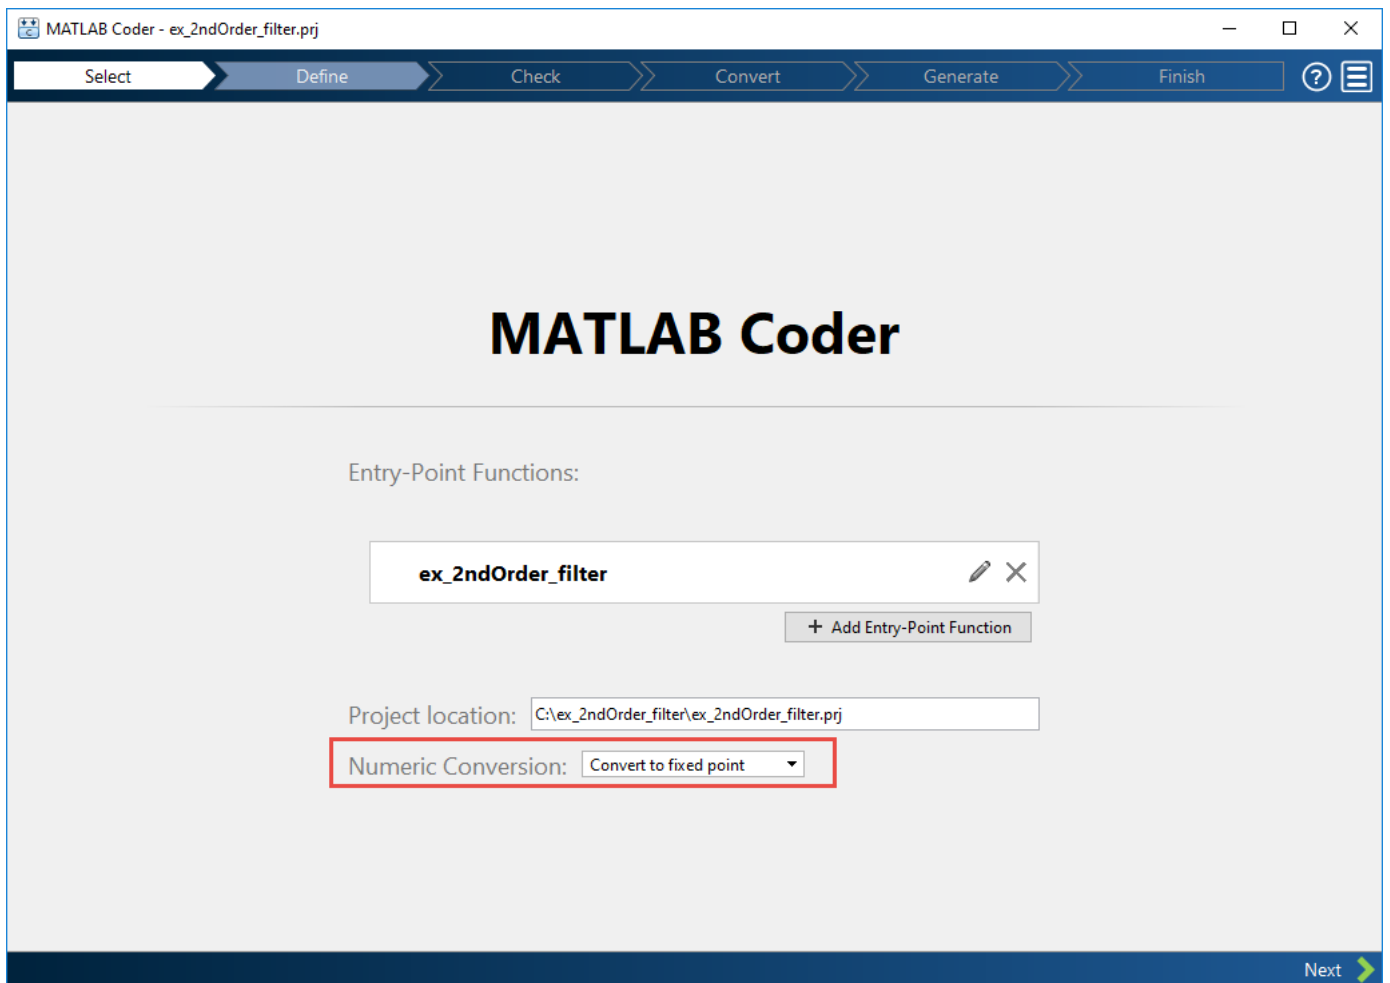 MATLAB Coder - ex_2ndOrder_filter.prj
Select Define Check Convert Generate Finish ?
MATLAB Coder
Entry-Point Functions:
ex_2ndOrder_filter
+ Add Entry-Point Function
Project location: C:\ex_2ndOrder_filter\ex_2ndOrder_filter.prj
Numeric Conversion: Convert to fixed point
Next